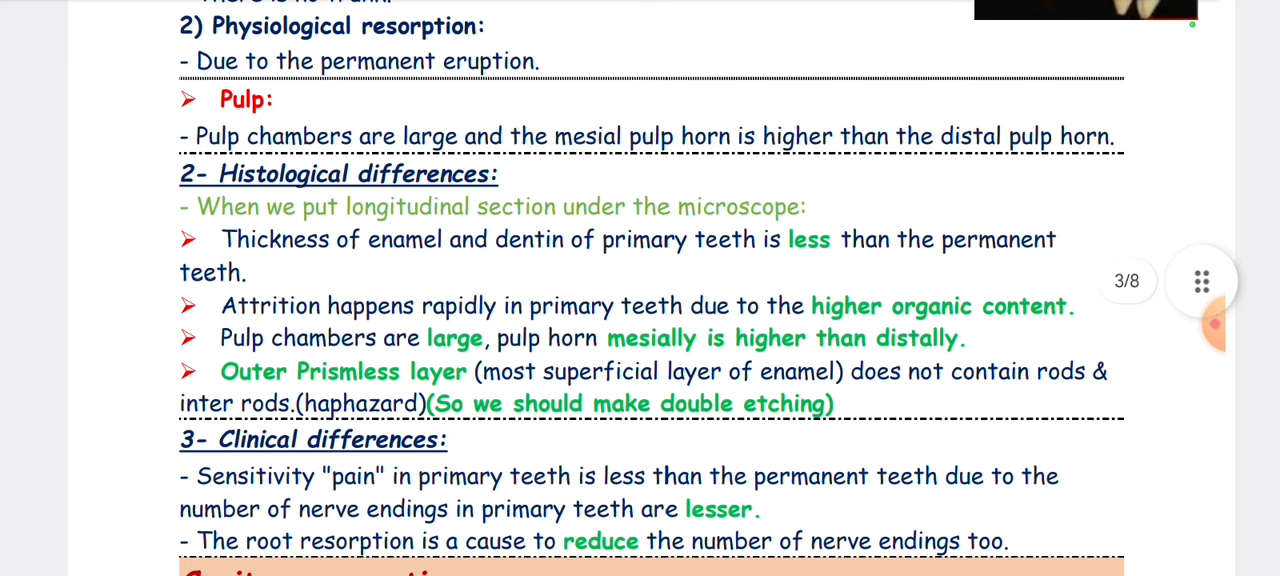 2) Physiological resorption:
- Due to the permanent eruption.
➢ Pulp:
- Pulp chambers are large and the mesial pulp horn is higher than the distal pulp horn.
2- Histological differences:
- When we put longitudinal section under the microscope:
➢ Thickness of enamel and dentin of primary teeth is less than the permanent
teeth.
➢ Attrition happens rapidly in primary teeth due to the higher organic content.
➢ Pulp chambers are large, pulp horn mesially is higher than distally.
➢ Outer Prismless layer (most superficial layer of enamel) does not contain rods &
inter rods.(haphazard)(So we should make double etching)
3- Clinical differences:
- Sensitivity "pain" in primary teeth is less than the permanent teeth due to the
number of nerve endings in primary teeth are lesser.
- The root resorption is a cause to reduce the number of nerve endings too.
3/8